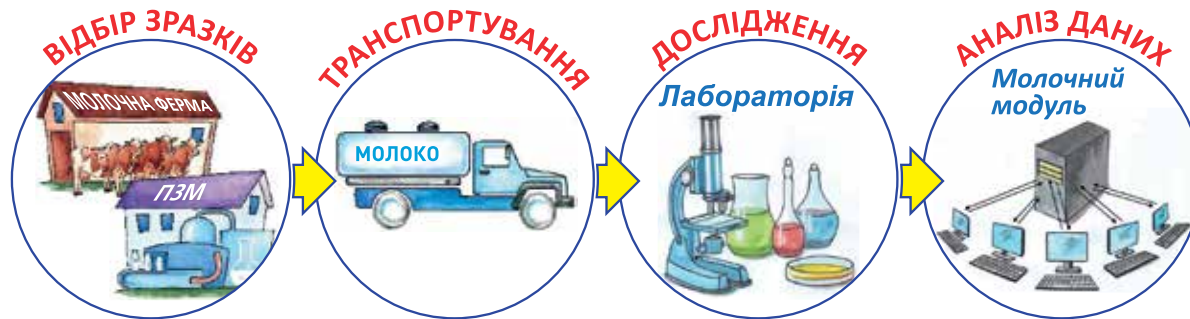 ВІДБІР ЗРАЗКІВ
МОЛОЧНА ФЕРМА
ПЗМ
ТРАНСПОРТУВАННЯ
МОЛОКО
ДОСЛІДЖЕННЯ
Лабораторія
АНАЛІЗ ДАНИХ
Молочний
модуль